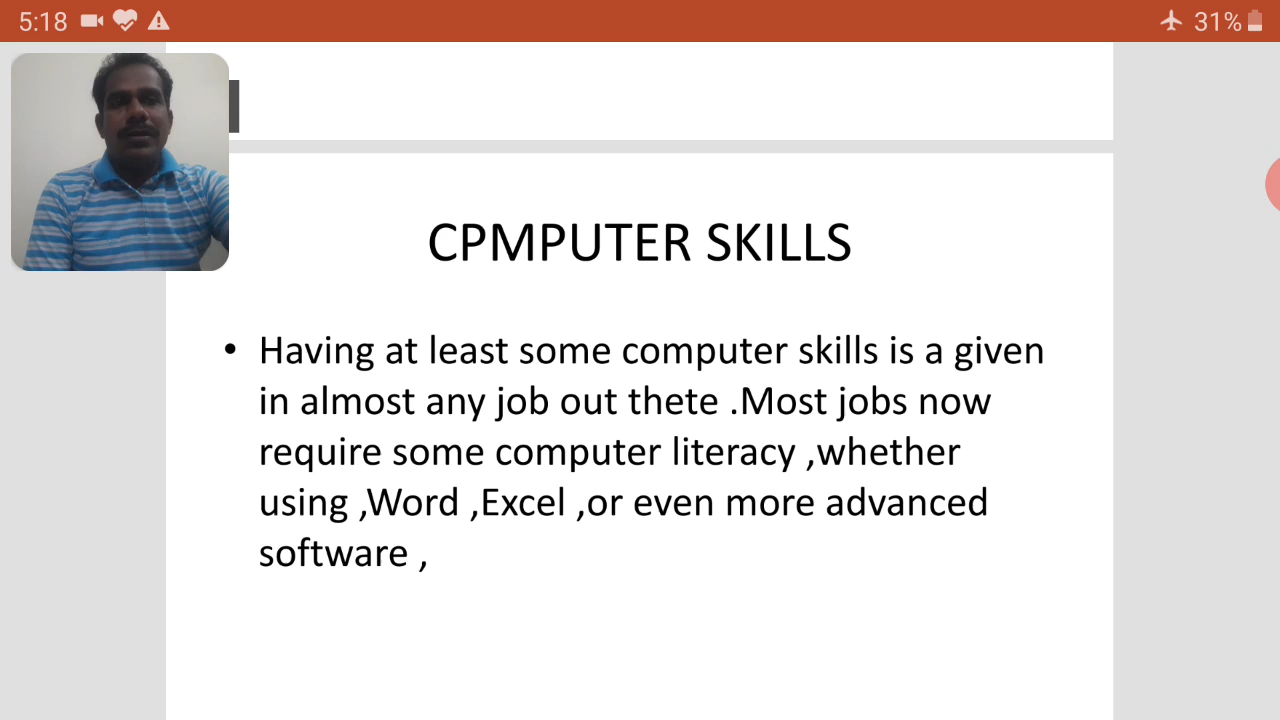 5:18 31%
CPMPUTER SKILLS
• Having at least some computer skills is a given
in almost any job out thete .Most jobs now
require some computer literacy ,whether
using ,Word ,Excel ,or even more advanced
software ,